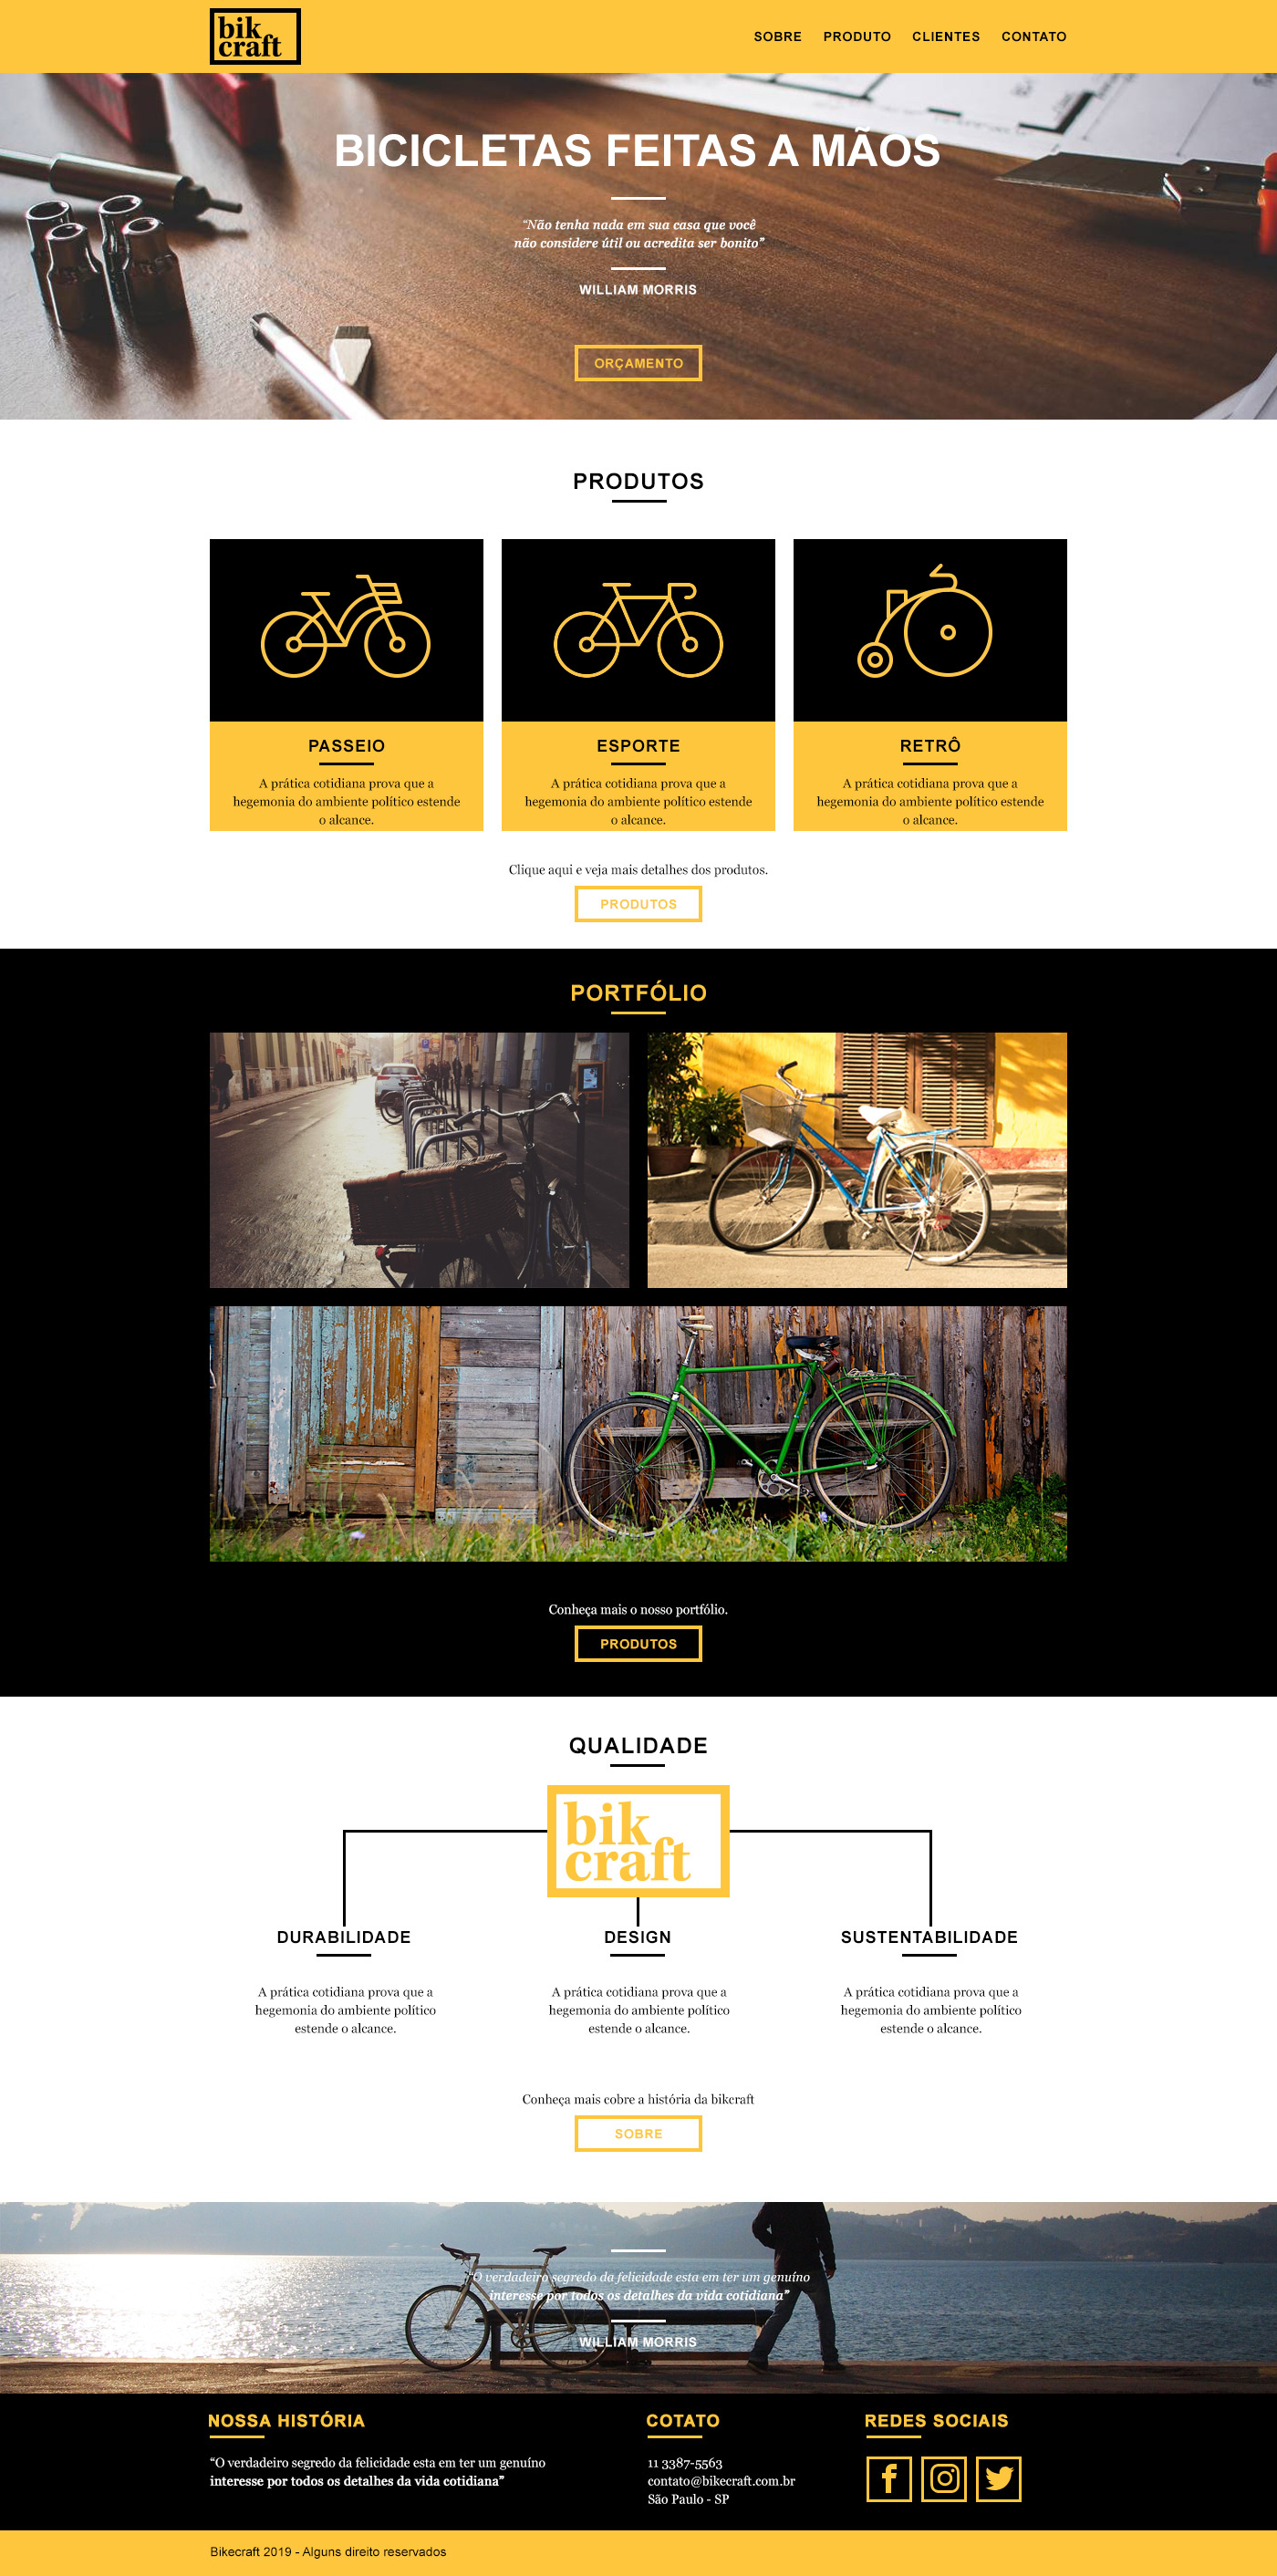 bik
craft
SOBRE PRODUTO CLIENTES CONTATO
BICICLETAS FEITAS A MÃOS
“Não tenha nada em sua casa que você
não considere útil ou acredita ser bonito”
WILLIAM MORRIS
ORÇAMENTO
PRODUTOS
PASSEIO
A prática cotidiana prova que a
hegemonia do ambiente político estende
o alcance.
ESPORTE
A prática cotidiana prova que a
hegemonia do ambiente político estende
o alcance.
RETRÔ
A prática cotidiana prova que a
hegemonia do ambiente político estende
o alcance.
Clique aqui e veja mais detalhes dos produtos.
PRODUTOS
PORTFÓLIO
Conheça mais o nosso portfólio.
PRODUTOS
QUALIDADE
bik
craft
DURABILIDADE
A prática cotidiana prova que a
hegemonia do ambiente político
estende o alcance.
DESIGN
A prática cotidiana prova que a
hegemonia do ambiente político
estende o alcance.
SUSTENTABILIDADE
A prática cotidiana prova que a
hegemonia do ambiente político
estende o alcance.
Conheça mais cobre a história da bikcraft
SOBRE
“O verdadeiro segredo da felicidade esta em ter um genuíno
interesse por todos os detalhes da vida cotidiana”
WILLIAM MORRIS
NOSSA HISTÓRIA
“O verdadeiro segredo da felicidade esta em ter um genuíno
interesse por todos os detalhes da vida cotidiana”
COTATO
11 3387-5563
contato@bikecraft.com.br
São Paulo - SP
REDES SOCIAIS
Bikecraft 2019 - Alguns direito reservados